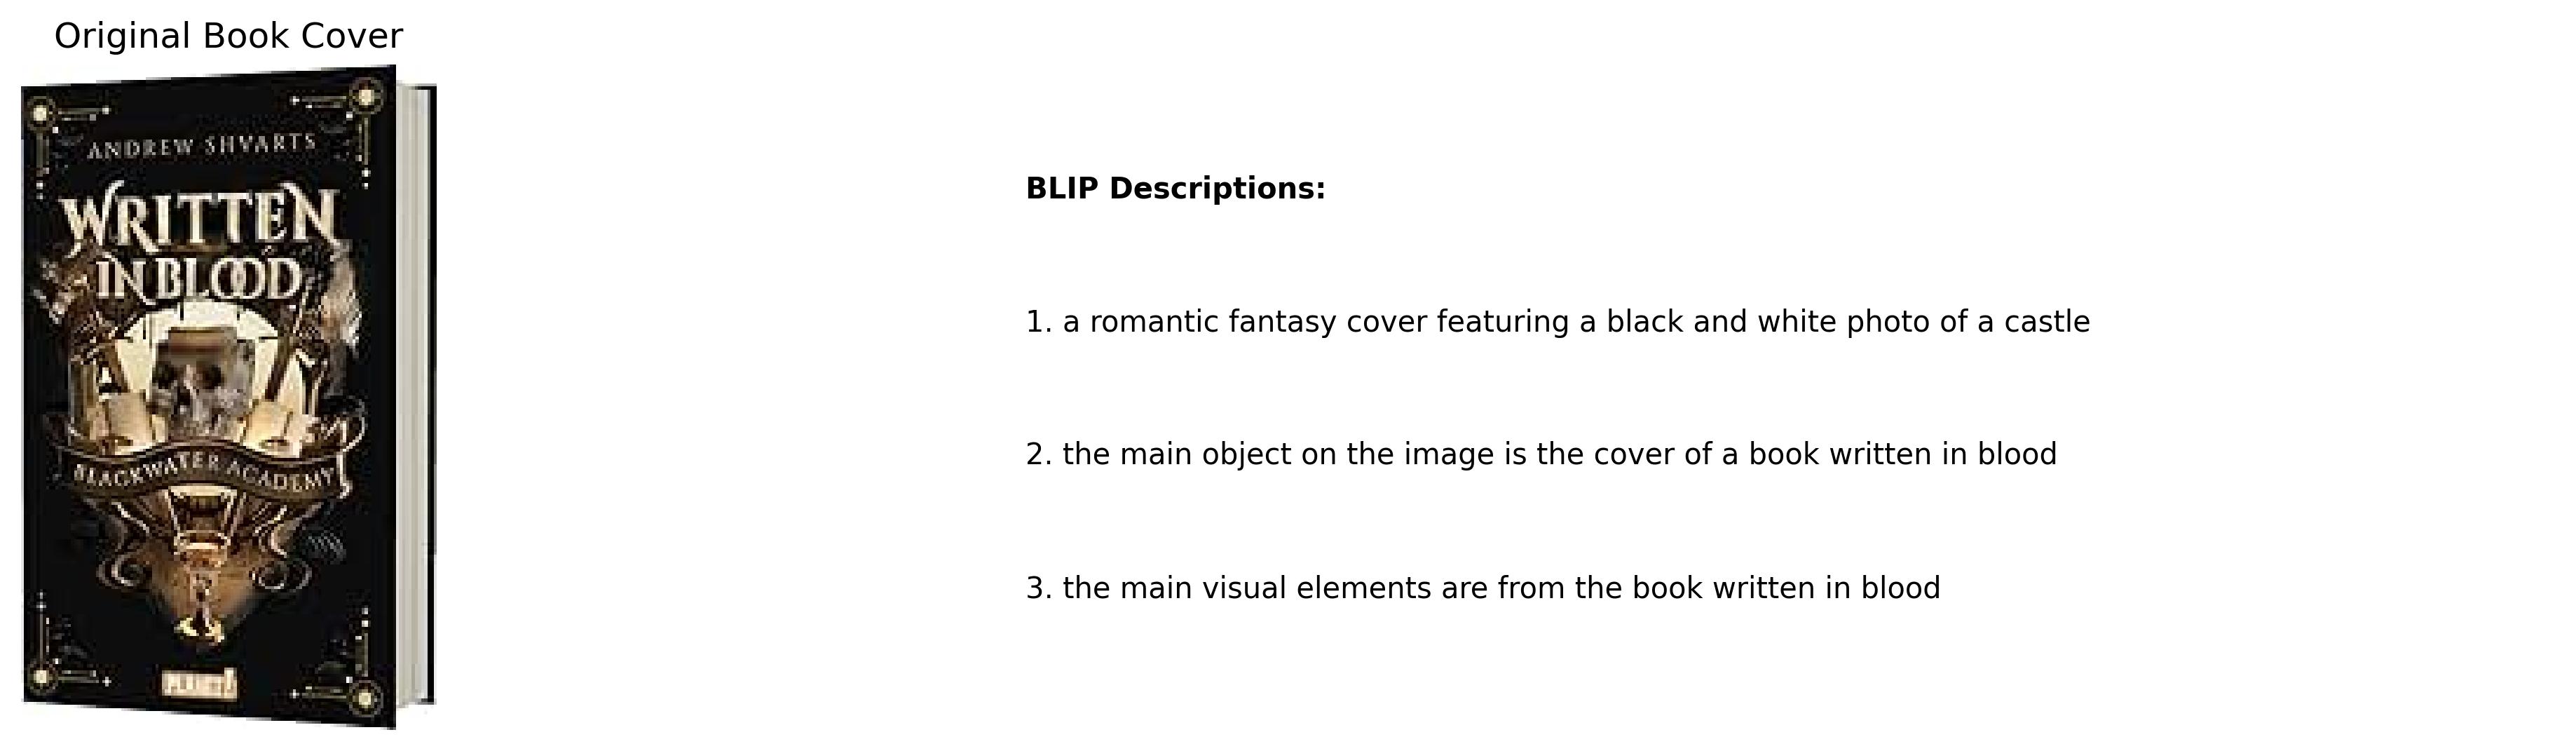 Original Book Cover
ANDREW SHVARTS
WRITTEN
IN BLOOD
BLACKWATER ACADEMY
BLIP Descriptions:
1. a romantic fantasy cover featuring a black and white photo of a castle
2. the main object on the image is the cover of a book written in blood
3. the main visual elements are from the book written in blood